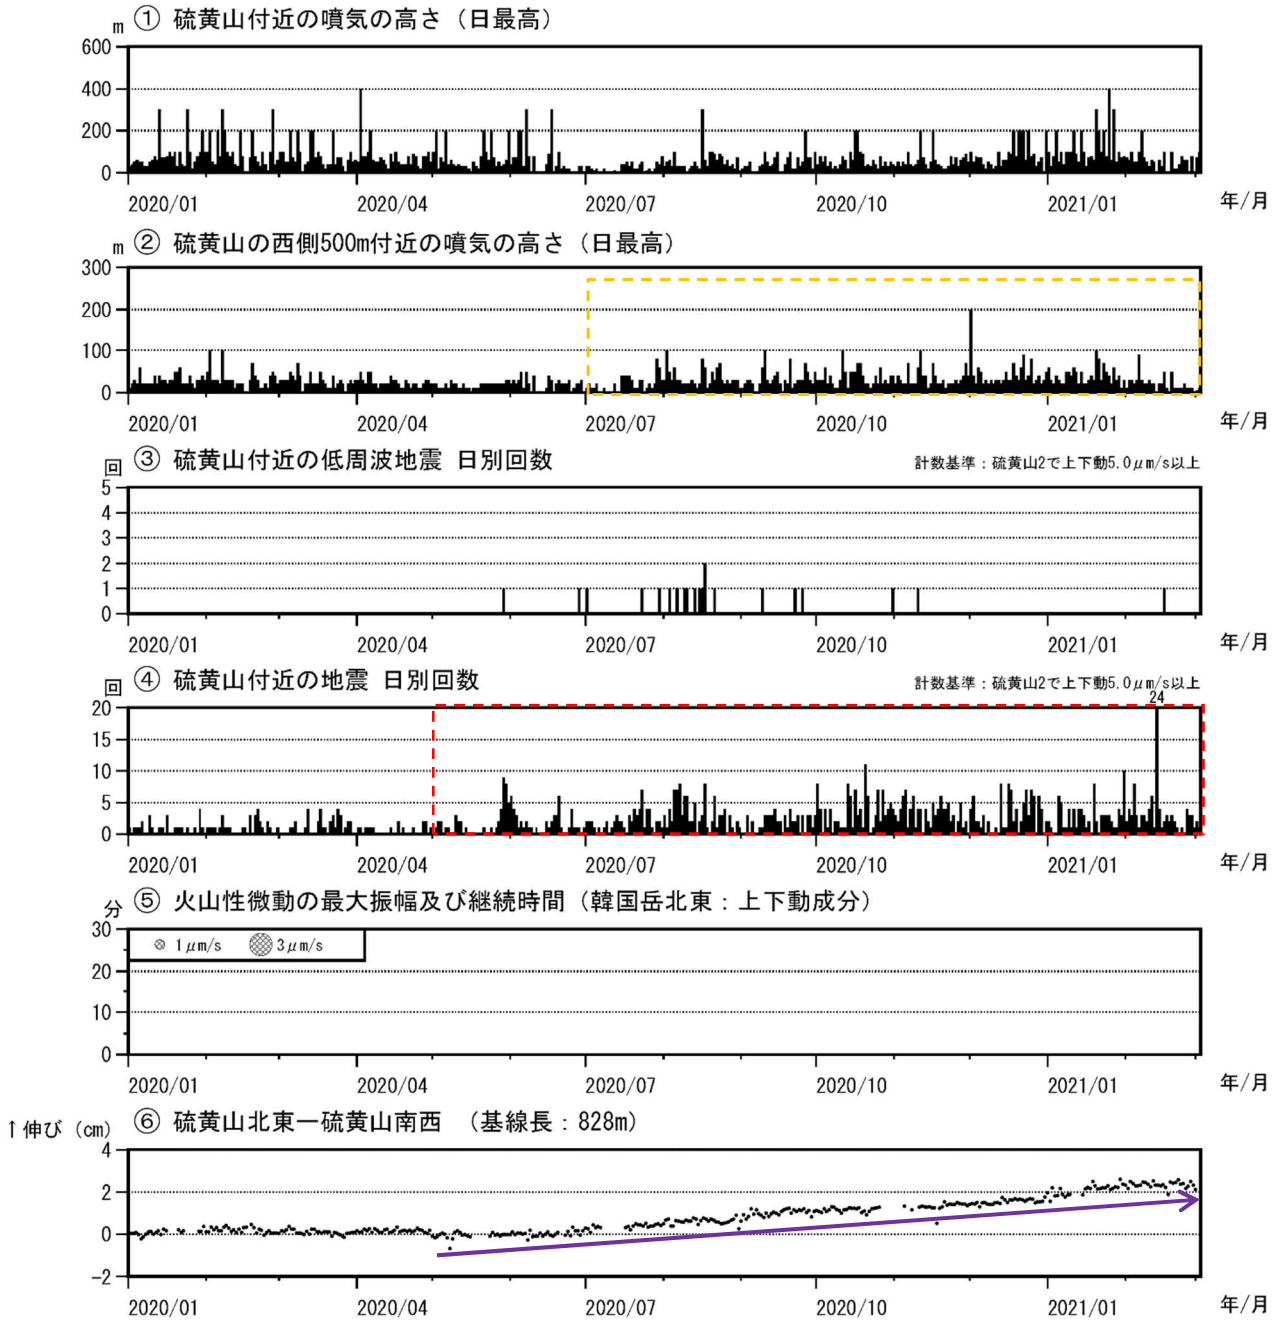 m ① 硫黄山付近の噴気の高さ（日最高）
600
400
200
0
2020/01 2020/04 2020/07 2020/10 2021/01 年/月
m ② 硫黄山の西側500m付近の噴気の高さ（日最高）
300
200
100
0
2020/01 2020/04 2020/07 2020/10 2021/01 年/月
回 ③ 硫黄山付近の低周波地震 日別回数 計数基準：硫黄山2で上下動5.0μm/s以上
5
4
3
2
1
0
2020/01 2020/04 2020/07 2020/10 2021/01 年/月
回 ④ 硫黄山付近の地震 日別回数 計数基準：硫黄山2で上下動5.0μm/s以上
24
20
15
10
5
0
2020/01 2020/04 2020/07 2020/10 2021/01 年/月
分 ⑤ 火山性微動の最大振幅及び継続時間（韓国岳北東：上下動成分）
30
1μm/s 3μm/s
20
10
0
2020/01 2020/04 2020/07 2020/10 2021/01 年/月
↑伸び（cm） ⑥ 硫黄山北東ー硫黄山南西 （基線長：828m）
4
2
0
-2
2020/01 2020/04 2020/07 2020/10 2021/01 年/月